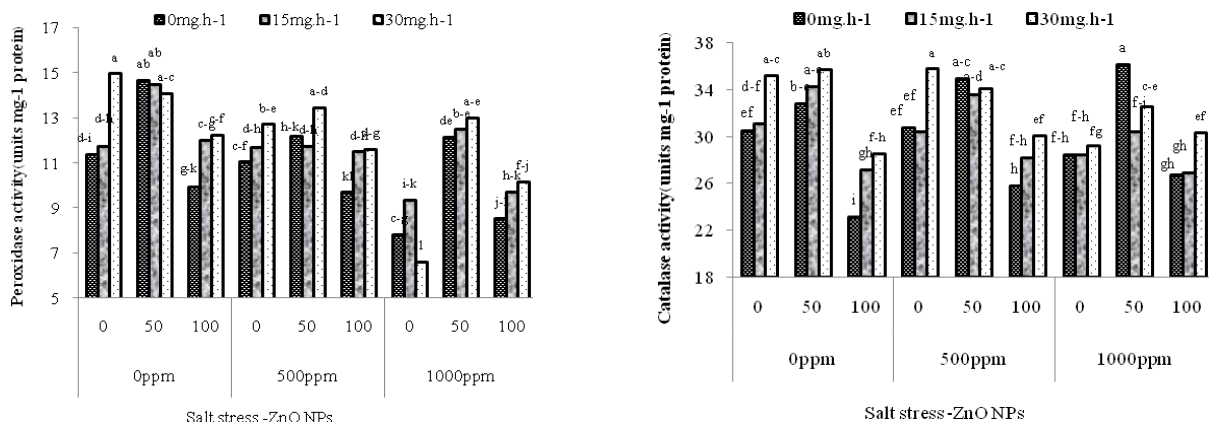 0mg.h-1 15mg.h-1 30mg.h-1
Peroxidase activity(units mg-1 protein)
17
15
13
11
9
7
5
d-i d-h a
ab ab a-c
g-k c-g c-f
c-f d-h b-e
h-k d-h a-d
kl d-h
c-g i-k l
de b-e a-e
h-k f-j
0 50 100 0 50 100 0 50 100
0ppm 500ppm 1000ppm
Salt stress -ZnO NPs
0mg.h-1 15mg.h-1 30mg.h-1
Catalase activity(units mg-1 protein)
38
34
30
26
22
18
ef d-f a-c
ab
i gh f-h
ef ef a
a-c a-d a-c
h f-h ef
f-h f-h fg
a f-i c-e
gh gh ef
0 50 100 0 50 100 0 50 100
0ppm 500ppm 1000ppm
Salt stress -ZnO NPs